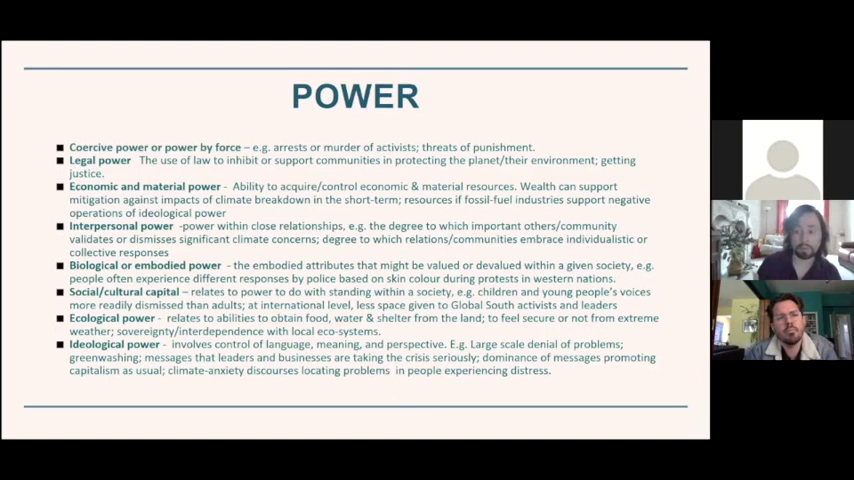 POWER
Coercive power or power by force – e.g. arrests or murder of activists; threats of punishment.
Legal power  The use of law to inhibit or support communities in protecting the planet/their environment; getting
justice.
Economic and material power -  Ability to acquire/control economic & material resources. Wealth can support
mitigation against impacts of climate breakdown in the short-term; resources if fossil-fuel industries support negative
operations of ideological power
Interpersonal power  -power within close relationships, e.g. the degree to which important others/community
validates or dismisses significant climate concerns; degree to which relations/communities embrace individualistic or
collective responses
Biological or embodied power  - the embodied attributes that might be valued or devalued within a given society, e.g.
people often experience different responses by police based on skin colour during protests in western nations.
Social/cultural capital – relates to power to do with standing within a society, e.g. children and young people's voices
more readily dismissed than adults; at international level, less space given to Global South activists and leaders
Ecological power -  relates to abilities to obtain food, water & shelter from the land; to feel secure or not from extreme
weather; sovereignty/interdependence with local eco-systems.
Ideological power -  involves control of language, meaning, and perspective. E.g. Large scale denial of problems;
greenwashing; messages that leaders and businesses are taking the crisis seriously; dominance of messages promoting
capitalism as usual; climate-anxiety discourses locating problems  in people experiencing distress.